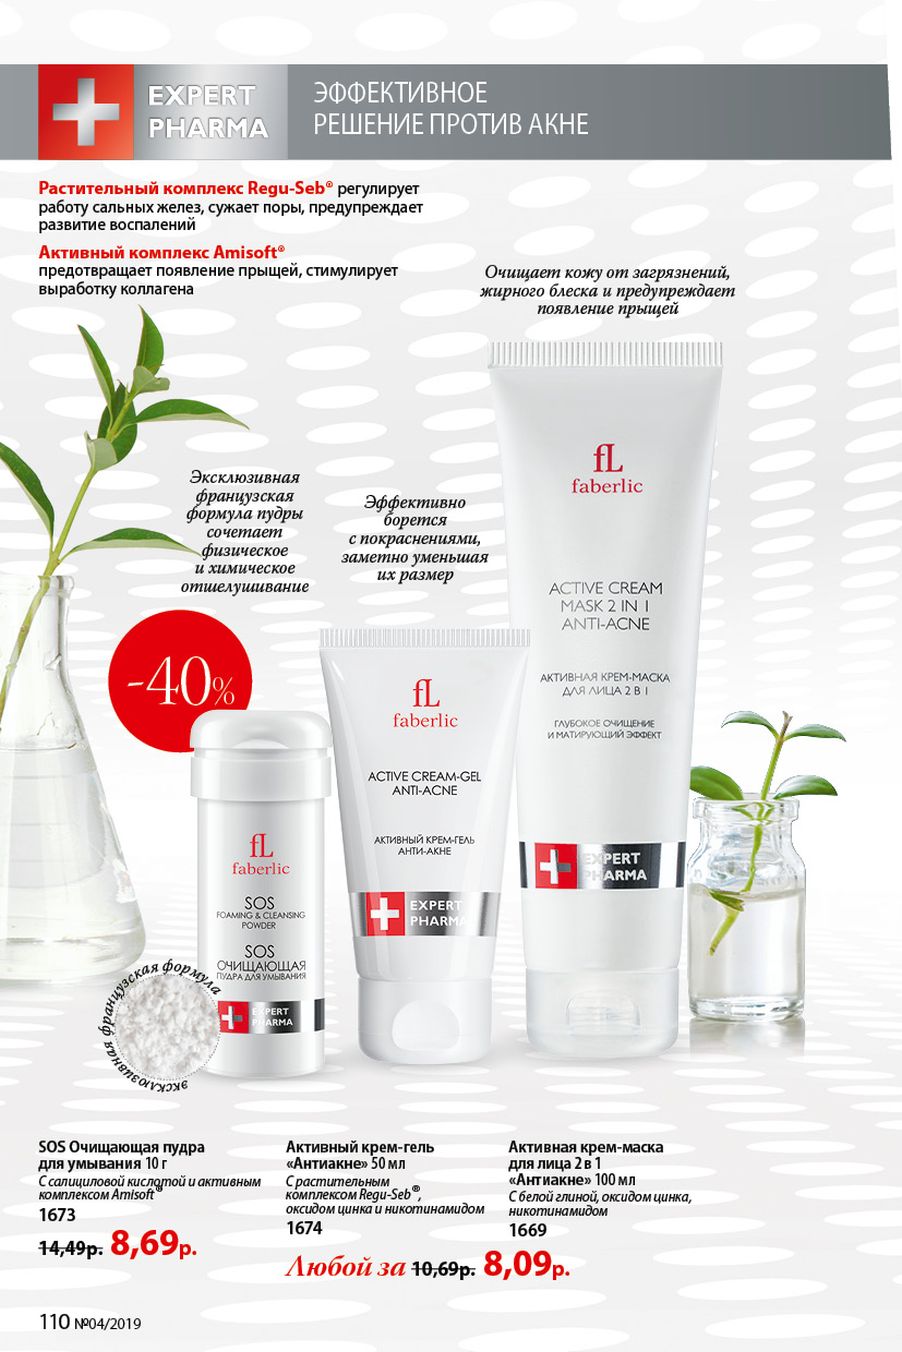 EXPERT
PHARMA
ЭФФЕКТИВНОЕ
РЕШЕНИЕ ПРОТИВ АКНЕ
Растительный комплекс Regu-Seb® регулирует
работу сальных желез, сужает поры, предупреждает
развитие воспалений
Активный комплекс Amisoft®
предотвращает появление прыщей, стимулирует
выработку коллагена
Очищает кожу от загрязнений,
жирного блеска и предупреждает
появление прыщей
Эксклюзивная
французская
формула пудры
сочетает
физическое
и химическое
отшелушивание
Эффективно
борется
с покраснениями,
заметно уменьшая
их размер
-40%
fL
faberlic
ACTIVE CREAM
MASK 2 IN 1
ANTI-ACNE
АКТИВНАЯ КРЕМ-МАСКА
ДЛЯ ЛИЦА 2 В 1
ГЛУБОКОЕ ОЧИЩЕНИЕ
И МАТИРУЮЩИЙ ЭФФЕКТ
EXPERT
PHARMA
fL
faberlic
ACTIVE CREAM-GEL
ANTI-ACNE
АКТИВНЫЙ КРЕМ-ГЕЛЬ
АНТИ-АКНЕ
EXPERT
PHARMA
fL
faberlic
SOS
FOAMING & CLEANSING
POWDER
SOS
ОЧИЩАЮЩАЯ
ПУДРА ДЛЯ УМЫВАНИЯ
EXPERT
PHARMA
эксклюзивная французская формула
SOS Очищающая пудра
для умывания 10 г
С салициловой кислотой и активным
комплексом Amisoft®
1673
14,49р. 8,69р.
Активный крем-гель
«Антиакне» 50 мл
С растительным
комплексом Regu-Seb®,
оксидом цинка и никотинамидом
1674
Активная крем-маска
для лица 2 в 1
«Антиакне» 100 мл
С белой глиной, оксидом цинка,
никотинамидом
1669
Любой за 10,69р. 8,09р.
110 №04/2019